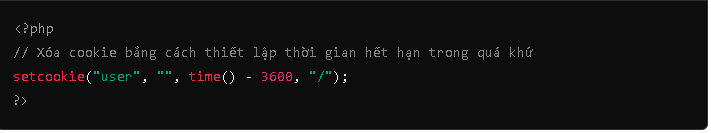 <?php
// Xóa cookie bằng cách thiết lập thời gian hết hạn trong quá khứ
setcookie("user", "", time() - 3600, "/");
?>